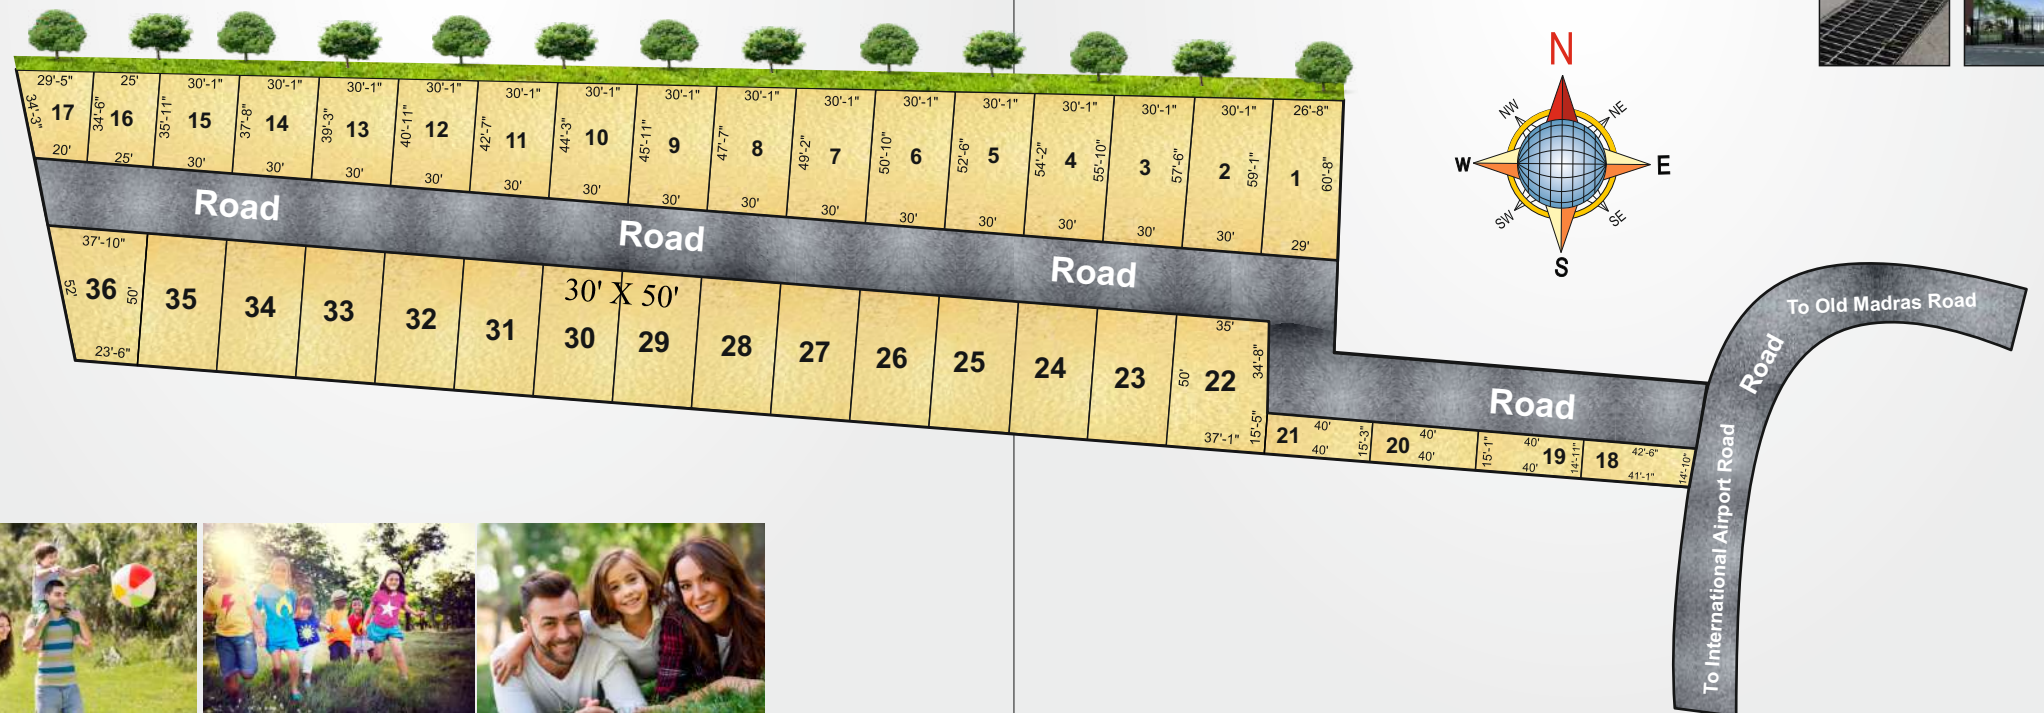 N
NW
NE
W
E
SW
SE
S
29'-5" 25' 30'-1" 30'-1" 30'-1" 30'-1" 30'-1" 30'-1" 30'-1" 30'-1" 30'-1" 30'-1" 30'-1" 30'-1" 30'-1" 30'-1" 26'-8"
34'-3" 34'-6" 35'-11" 37'-8" 39'-3" 40'-11" 42'-7" 44'-3" 45'-11" 47'-7" 49'-2" 50'-10" 52'-6" 54'-2" 55'-10" 57'-6" 59'-1" 60'-8"
17 16 15 14 13 12 11 10 9 8 7 6 5 4 3 2 1
20' 25' 30' 30' 30' 30' 30' 30' 30' 30' 30' 30' 30' 30' 30' 30' 29'
Road
Road
Road
37'-10"
52' 36 50'
23'-6"
35 34 33 32 31 30 29 28 27 26 25 24 23
30' X 50'
35'
50' 22 34'-8"
37'-1" 15'-5"
Road
21 40' 15'-3"
40'
20 40' 15'-1"
40'
40' 19 14'-11"
40'
18 42'-6" 14'-10"
41'-1"
To Old Madras Road
Road
To International Airport Road